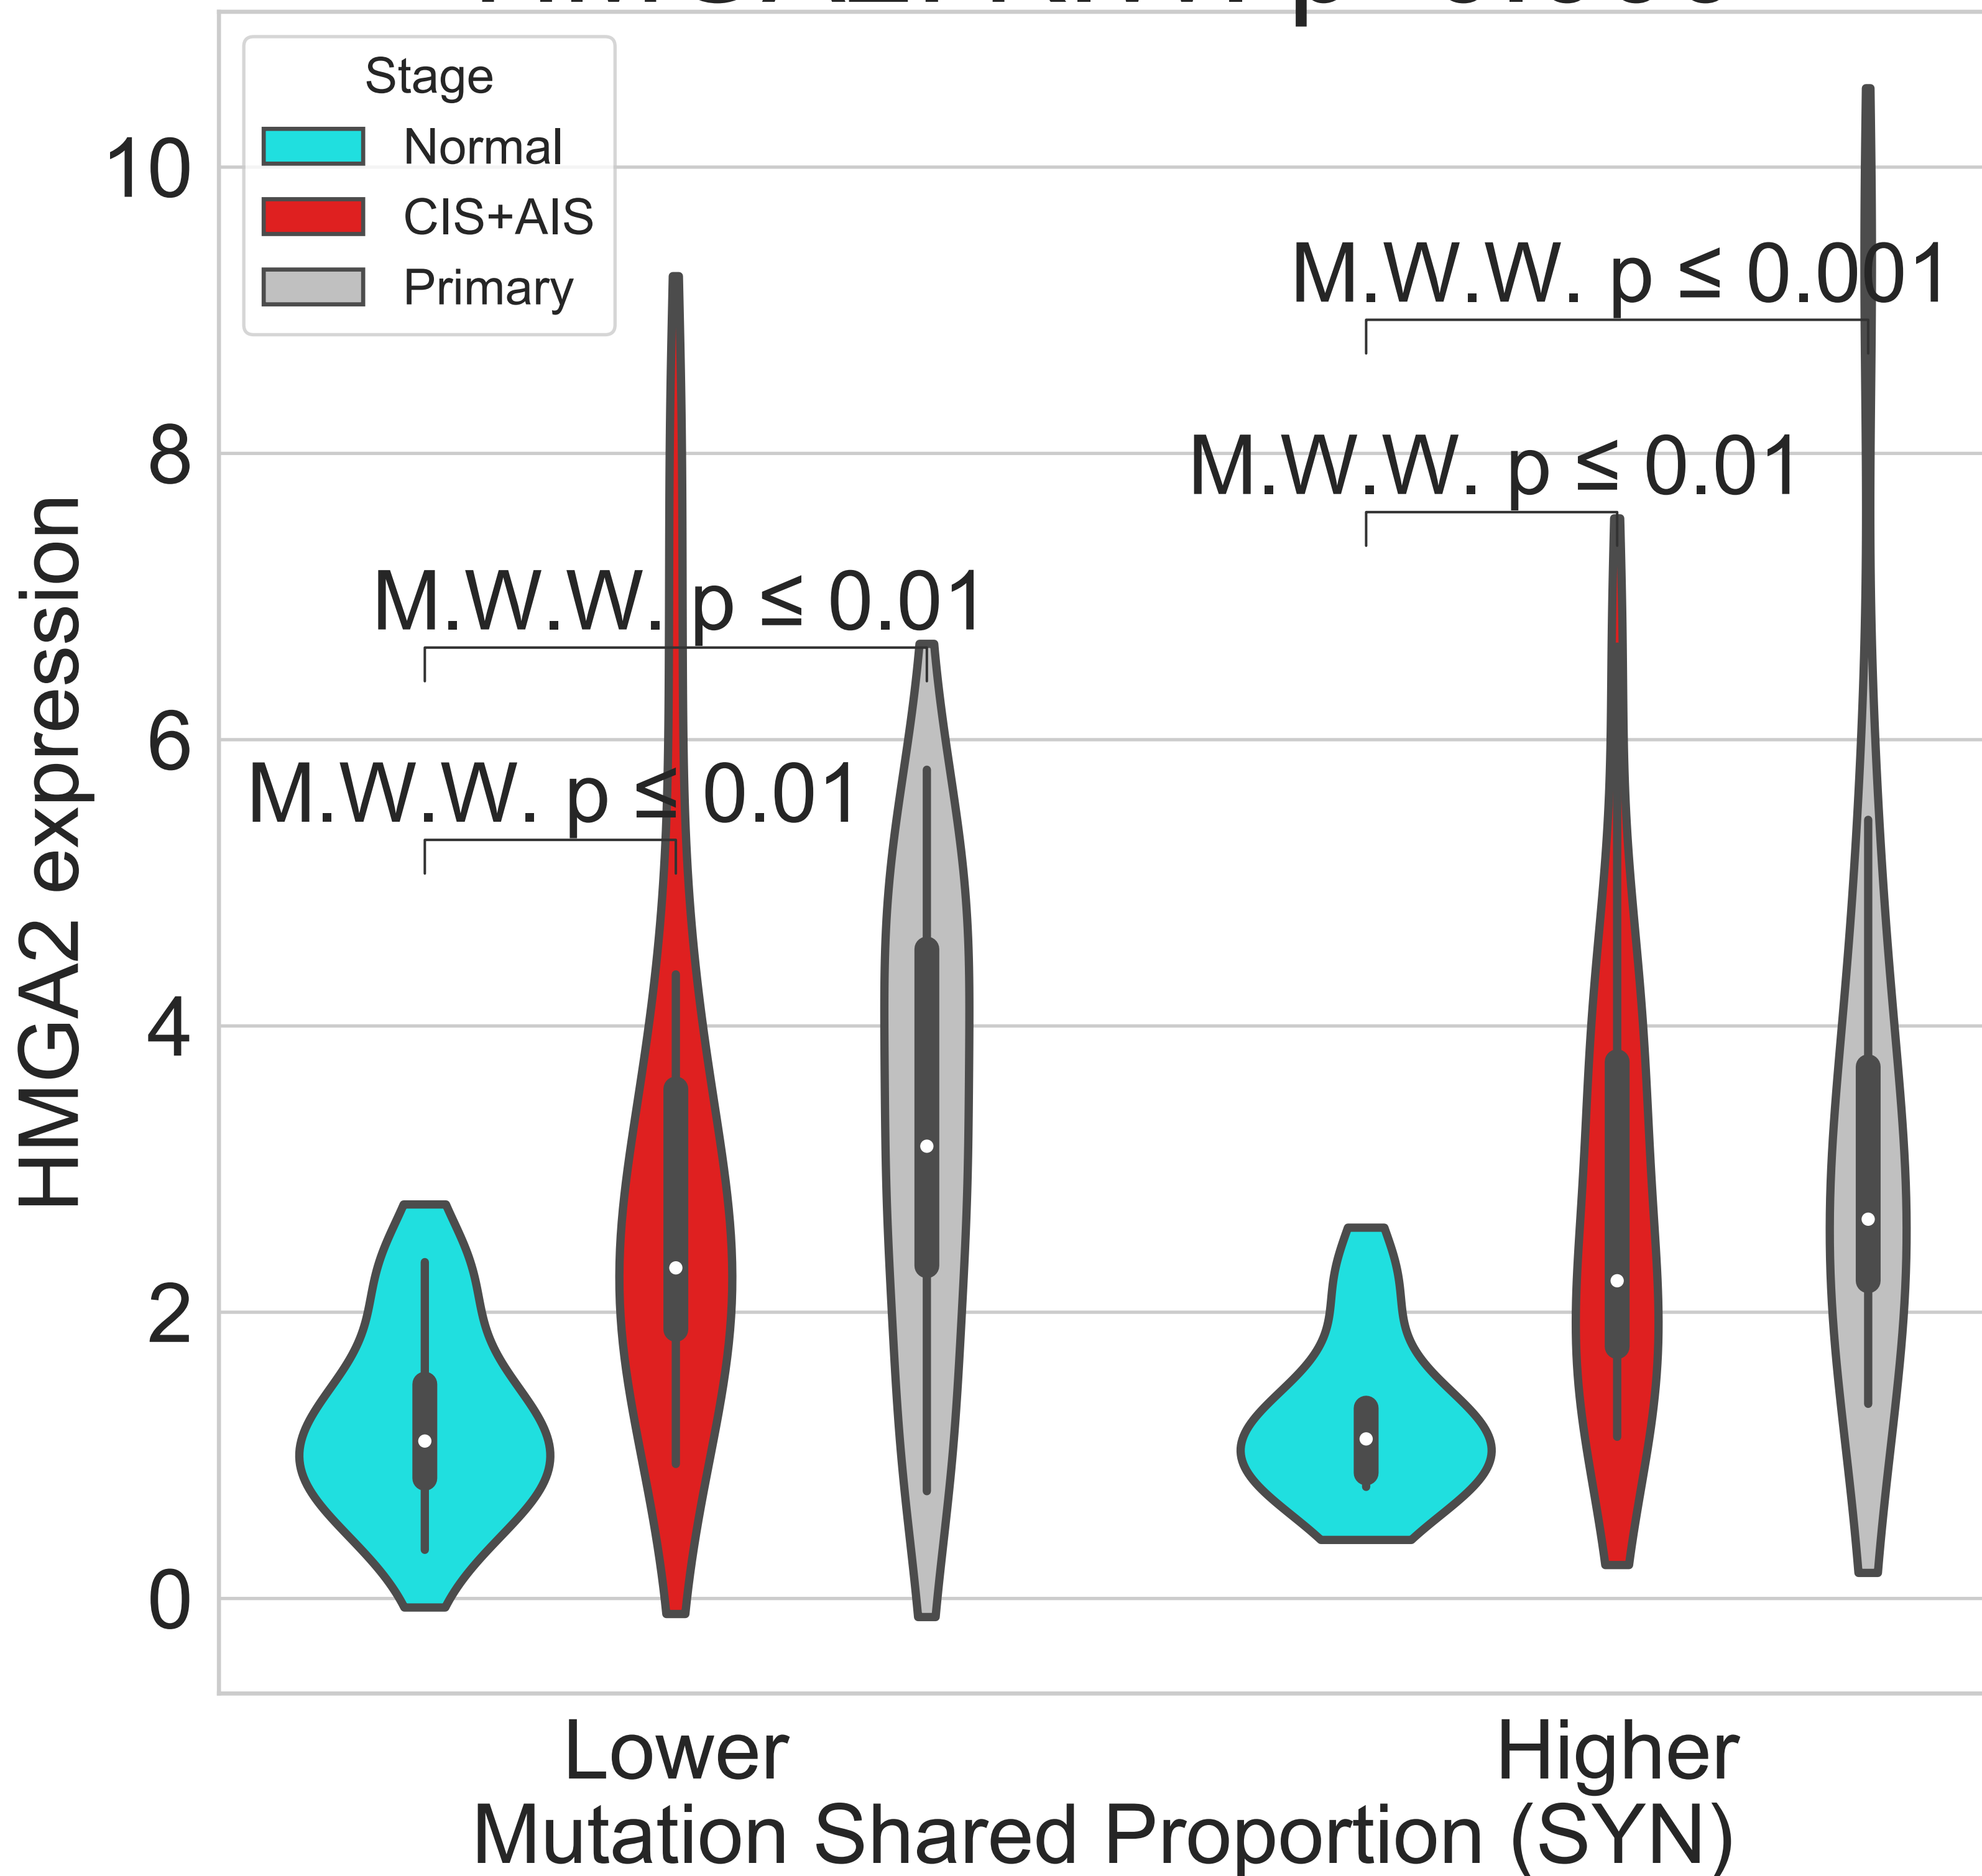 Stage
Normal
CIS+AIS
Primary
10
8
6
4
2
0
HMGA2 expression
M.W.W. p ≤ 0.001
M.W.W. p ≤ 0.01
M.W.W. p ≤ 0.01
M.W.W. p ≤ 0.01
Lower
Higher
Mutation Shared Proportion (SYN)